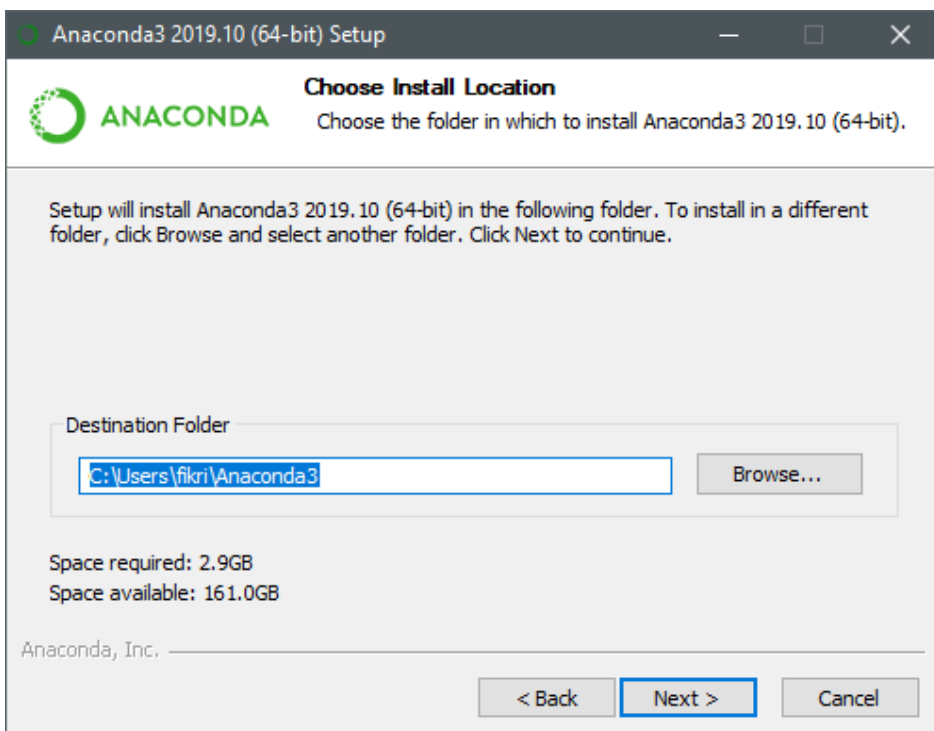 Anaconda3 2019.10 (64-bit) Setup
ANACONDA
Choose Install Location
Choose the folder in which to install Anaconda3 2019.10 (64-bit).
Setup will install Anaconda3 2019.10 (64-bit) in the following folder. To install in a different
folder, click Browse and select another folder. Click Next to continue.
Destination Folder
C:\Users\fikri\Anaconda3
Browse...
Space required: 2.9GB
Space available: 161.0GB
Anaconda, Inc.
< Back
Next >
Cancel